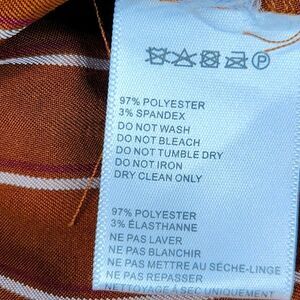 97% POLYESTER
3% SPANDEX
DO NOT WASH
DO NOT BLEACH
DO NOT TUMBLE DRY
DO NOT IRON
DRY CLEAN ONLY
97% POLYESTER
3% ÉLASTHANNE
NE PAS LAVER
NE PAS BLANCHIR
NE PAS METTRE AU SÉCHE-LINGE
NE PAS REPASSER
NETTOYAGE À SEC UNIQUEMENT